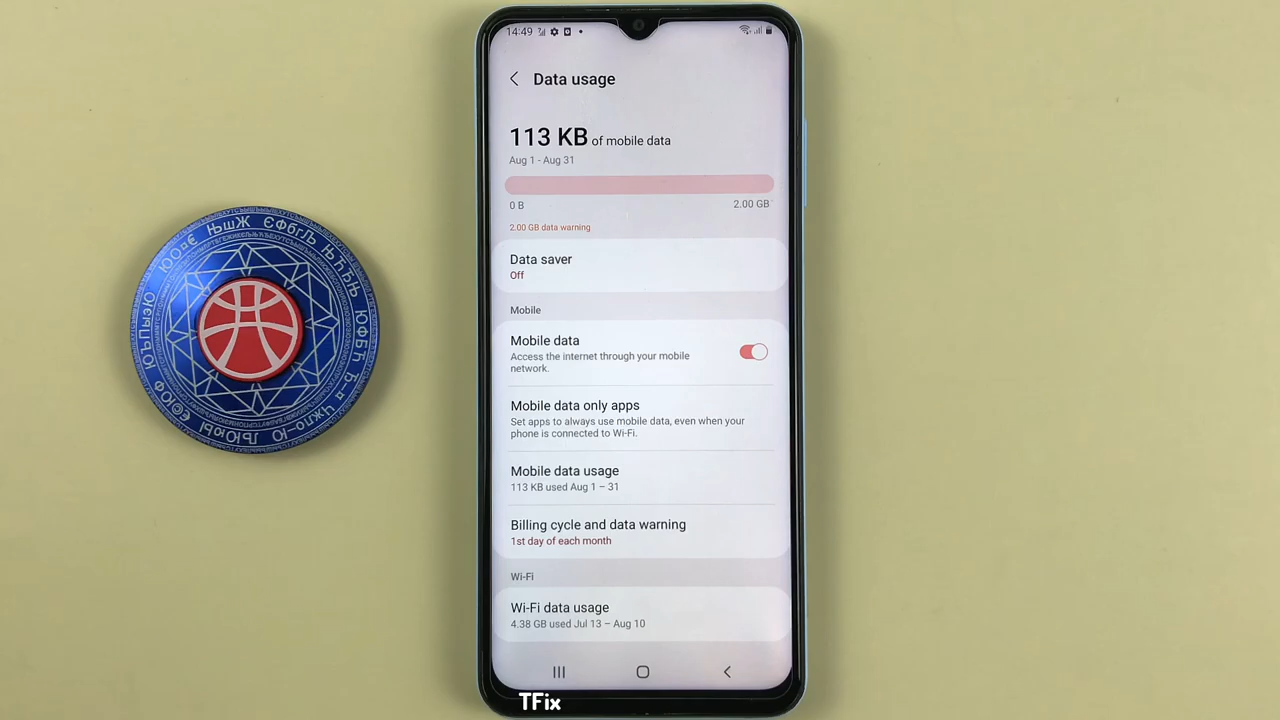 14:49
Data usage
113 KB of mobile data
Aug 1 - Aug 31
0 B
2.00 GB
2.00 GB data warning
Data saver
Off
Mobile
Mobile data
Access the internet through your mobile
network.
Mobile data only apps
Set apps to always use mobile data, even when your
phone is connected to Wi-Fi.
Mobile data usage
113 KB used Aug 1 – 31
Billing cycle and data warning
1st day of each month
Wi-Fi
Wi-Fi data usage
4.38 GB used Jul 13 – Aug 10
TFix